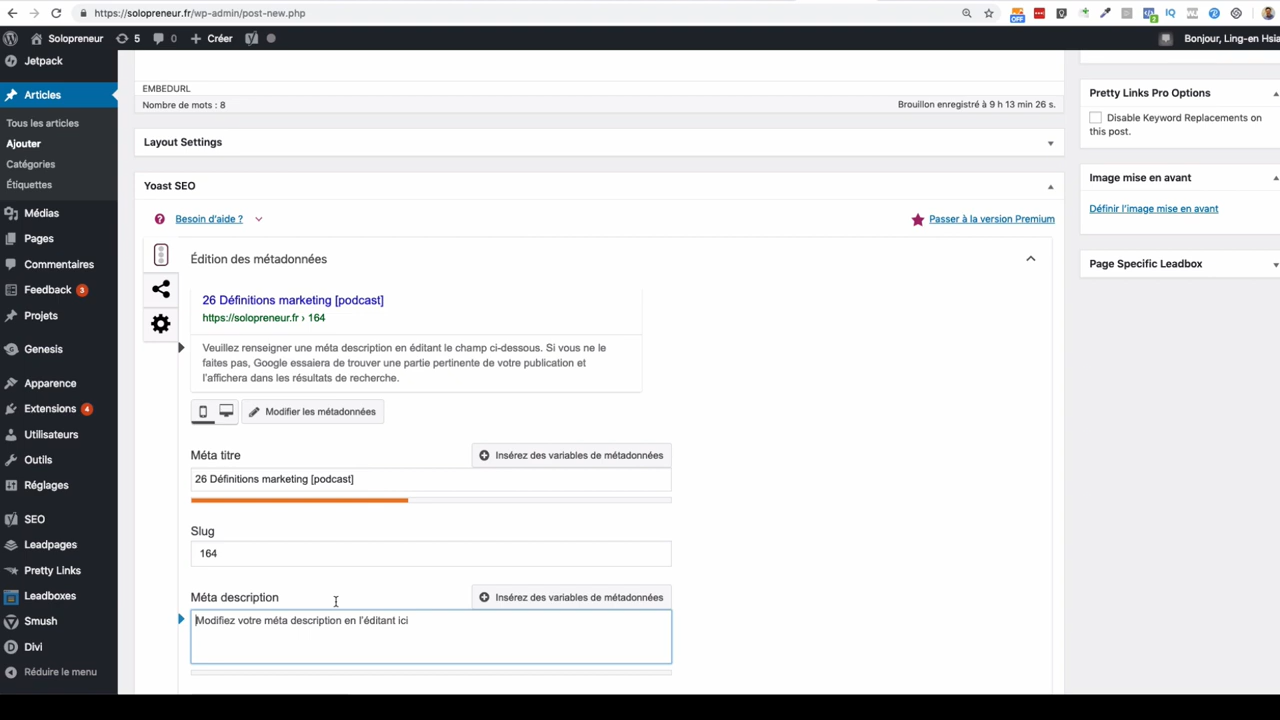 https://solopreneur.fr/wp-admin/post-new.php
OFF
IQ
2
Solopreneur
5
0
Créer
Bonjour, Ling-en Hsia
Jetpack
Articles
Tous les articles
Ajouter
Catégories
Étiquettes
Médias
Pages
Commentaires
Feedback 3
Projets
Genesis
Apparence
Extensions 4
Utilisateurs
Outils
Réglages
SEO
Leadpages
Pretty Links
Leadboxes
Smush
Divi
Réduire le menu
EMBEDURL
Nombre de mots : 8
Brouillon enregistré à 9 h 13 min 26 s.
Layout Settings
Yoast SEO
Besoin d’aide ?
Passer à la version Premium
Édition des métadonnées
26 Définitions marketing [podcast]
https://solopreneur.fr › 164
Veuillez renseigner une méta description en éditant le champ ci-dessous. Si vous ne le
faites pas, Google essaiera de trouver une partie pertinente de votre publication et
l’affichera dans les résultats de recherche.
Modifier les métadonnées
Méta titre
Insérez des variables de métadonnées
26 Définitions marketing [podcast]
Slug
164
Méta description
Insérez des variables de métadonnées
Modifiez votre méta description en l’éditant ici
Pretty Links Pro Options
Disable Keyword Replacements on
this post.
Image mise en avant
Définir l’image mise en avant
Page Specific Leadbox